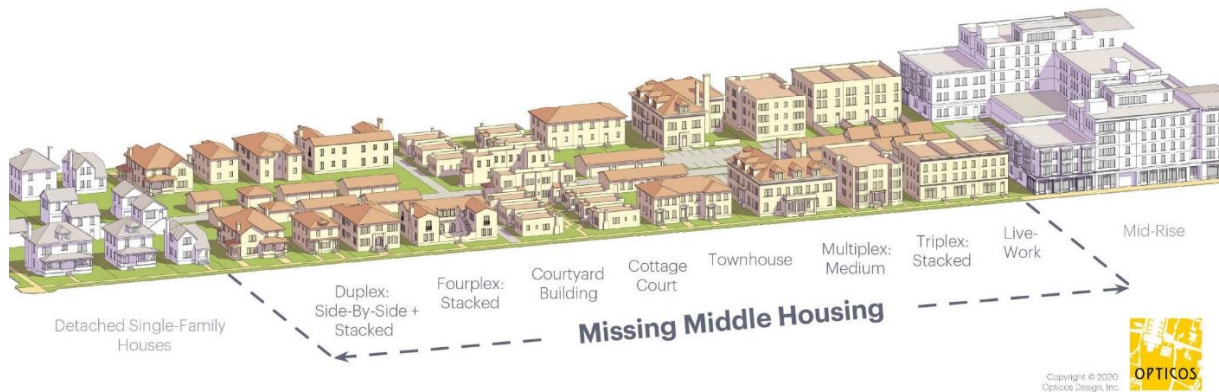 Detached Single-Family
Houses
Duplex:
Side-By-Side +
Stacked
Fourplex:
Stacked
Courtyard
Building
Cottage
Court
Townhouse
Multiplex:
Medium
Triplex:
Stacked
Live-
Work
Mid-Rise
Missing Middle Housing
Copyright © 2020
Opticos Design, Inc.
OPTICOS